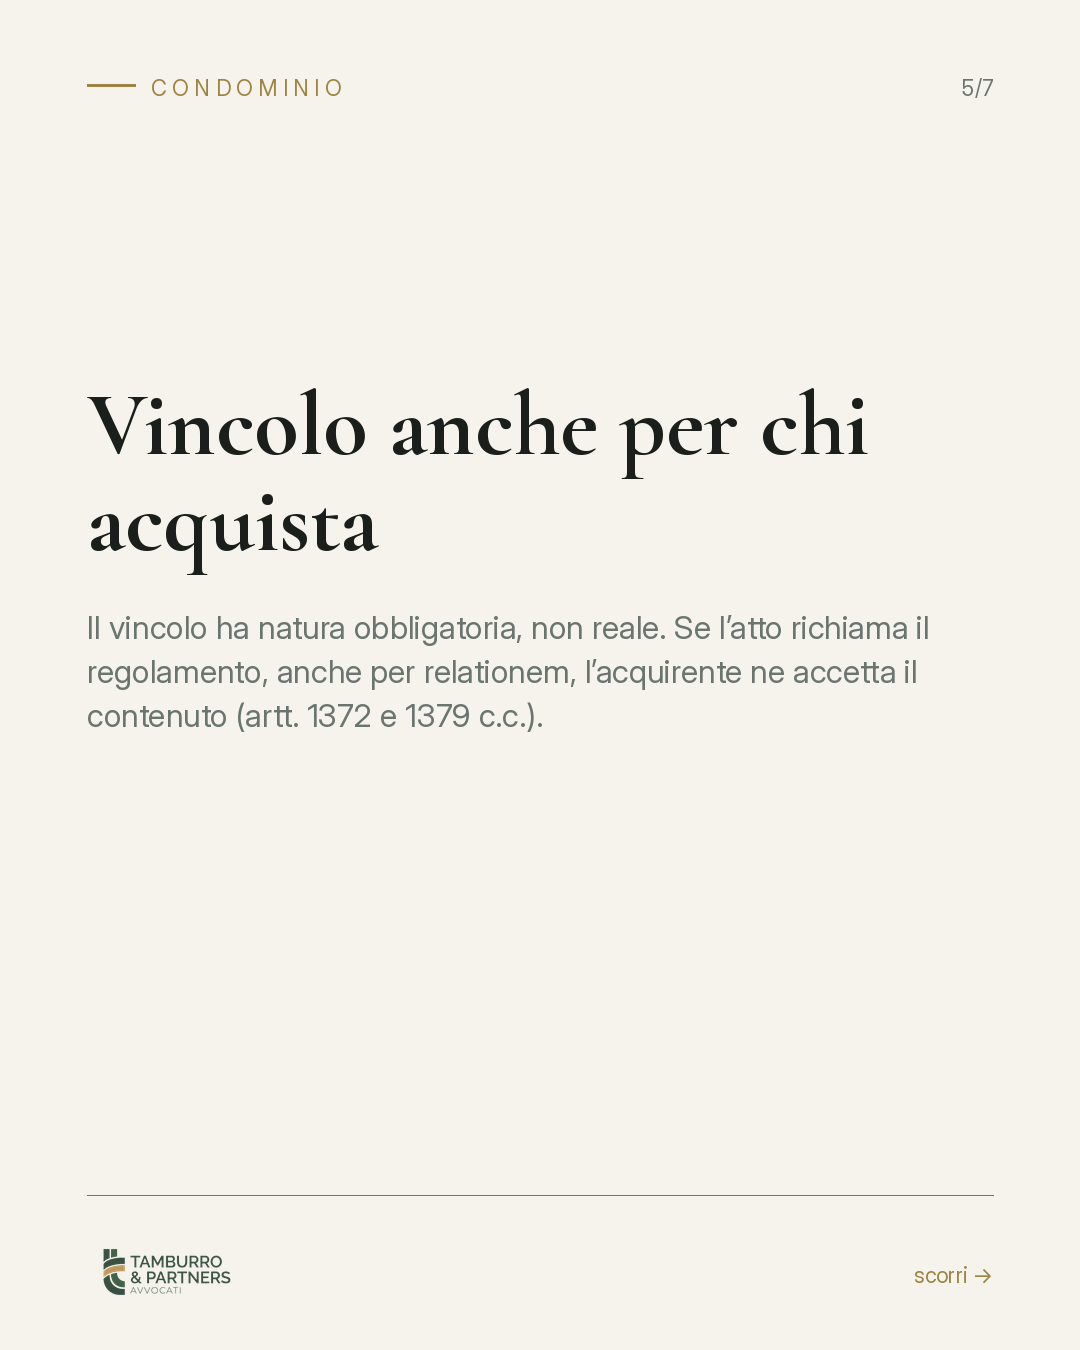 CONDOMINIO
5/7
Vincolo anche per chi
acquista
Il vincolo ha natura obbligatoria, non reale. Se l’atto richiama il
regolamento, anche per relationem, l’acquirente ne accetta il
contenuto (artt. 1372 e 1379 c.c.).
TAMBURRO
& PARTNERS
AVVOCATI
scorri →